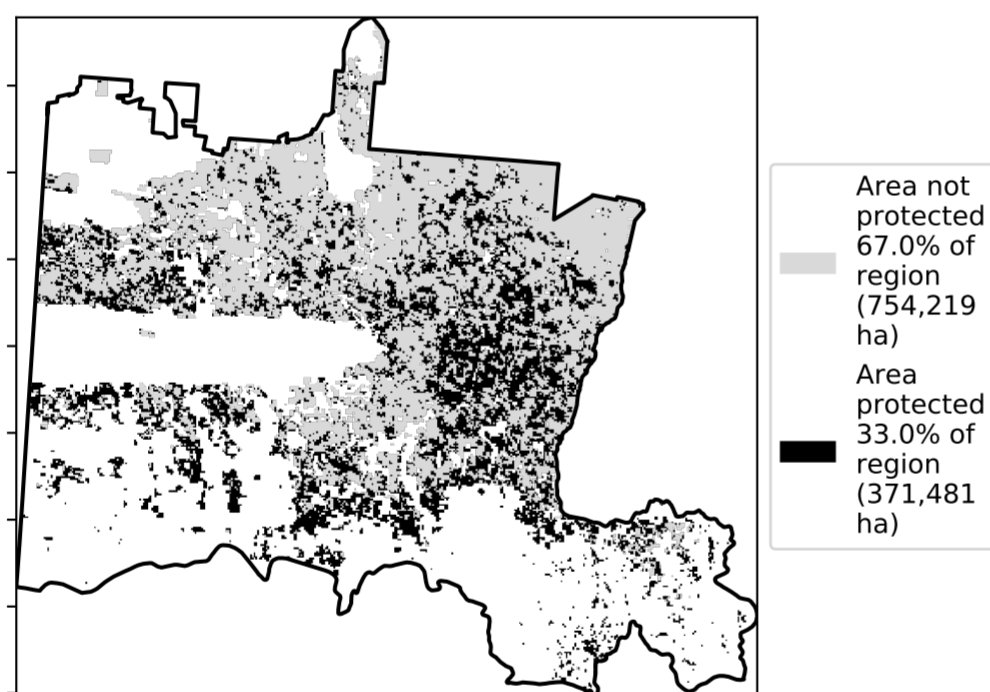 Area not
protected
67.0% of
region
(754,219
ha)
Area
protected
33.0% of
region
(371,481
ha)